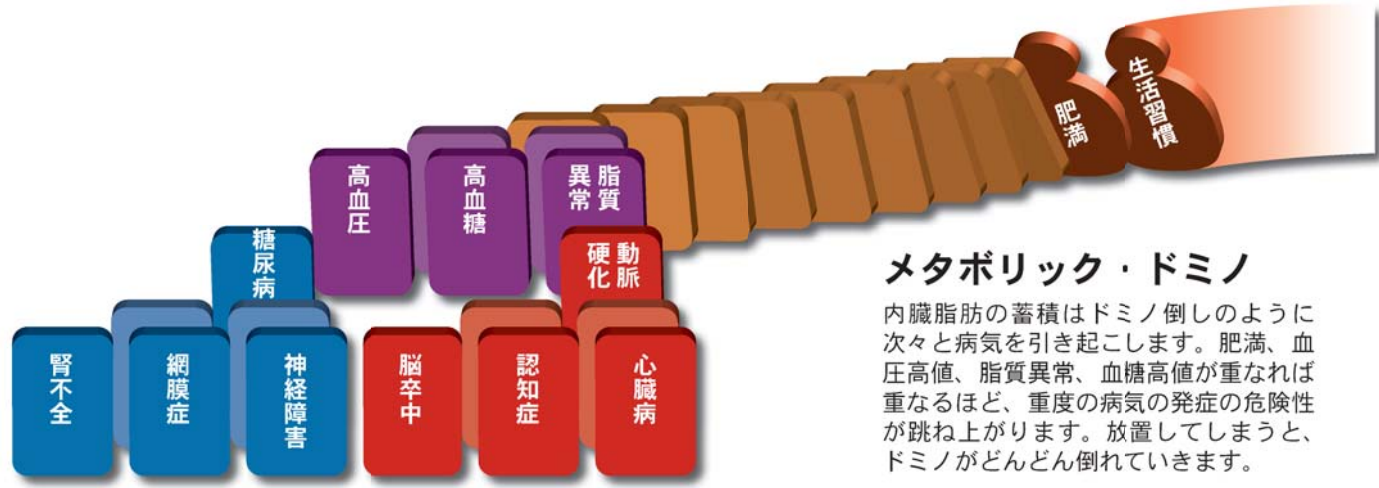 生活習慣
肥満
高血圧
高血糖
脂質
異常
糖尿病
動脈
硬化
腎不全
網膜症
神経障害
脳卒中
認知症
心臓病
メタボリック・ドミノ
内臓脂肪の蓄積はドミノ倒しのように
次々と病気を引き起こします。肥満、血
圧高値、脂質異常、血糖高値が重なれば
重なるほど、重度の病気の発症の危険性
が跳ね上がります。放置してしまうと、
ドミノがどんどん倒れていきます。